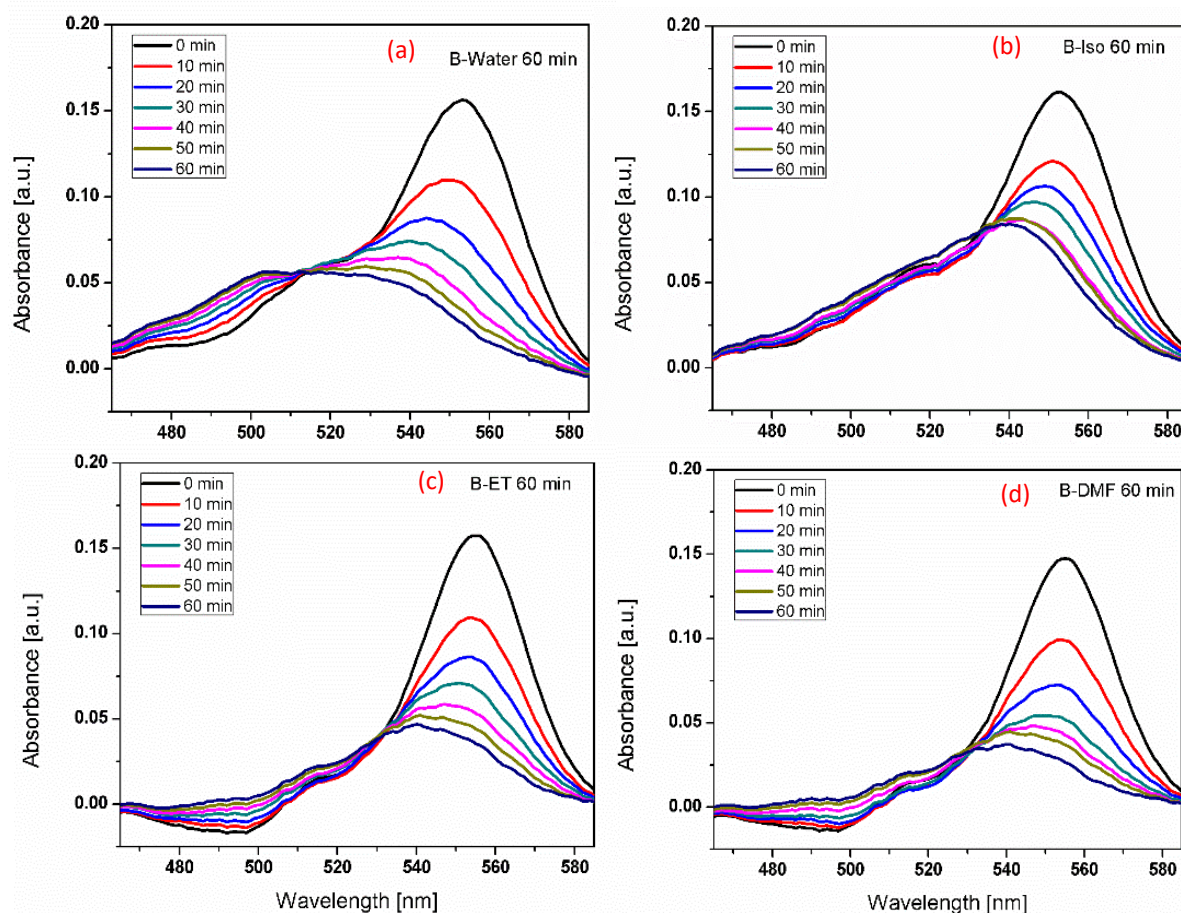 0.20
0.15
0.10
0.05
0.00
Absorbance [a.u.]
0 min
10 min
20 min
30 min
40 min
50 min
60 min
(a)
B-Water 60 min
480 500 520 540 560 580
0.20
0.15
0.10
0.05
0.00
Absorbance [a.u.]
0 min
10 min
20 min
30 min
40 min
50 min
60 min
(b)
B-Iso 60 min
480 500 520 540 560 580
0.20
0.15
0.10
0.05
0.00
Absorbance [a.u.]
0 min
10 min
20 min
30 min
40 min
50 min
60 min
(c)
B-ET 60 min
480 500 520 540 560 580
Wavelength [nm]
0.20
0.15
0.10
0.05
0.00
Absorbance [a.u.]
0 min
10 min
20 min
30 min
40 min
50 min
60 min
(d)
B-DMF 60 min
480 500 520 540 560 580
Wavelength [nm]